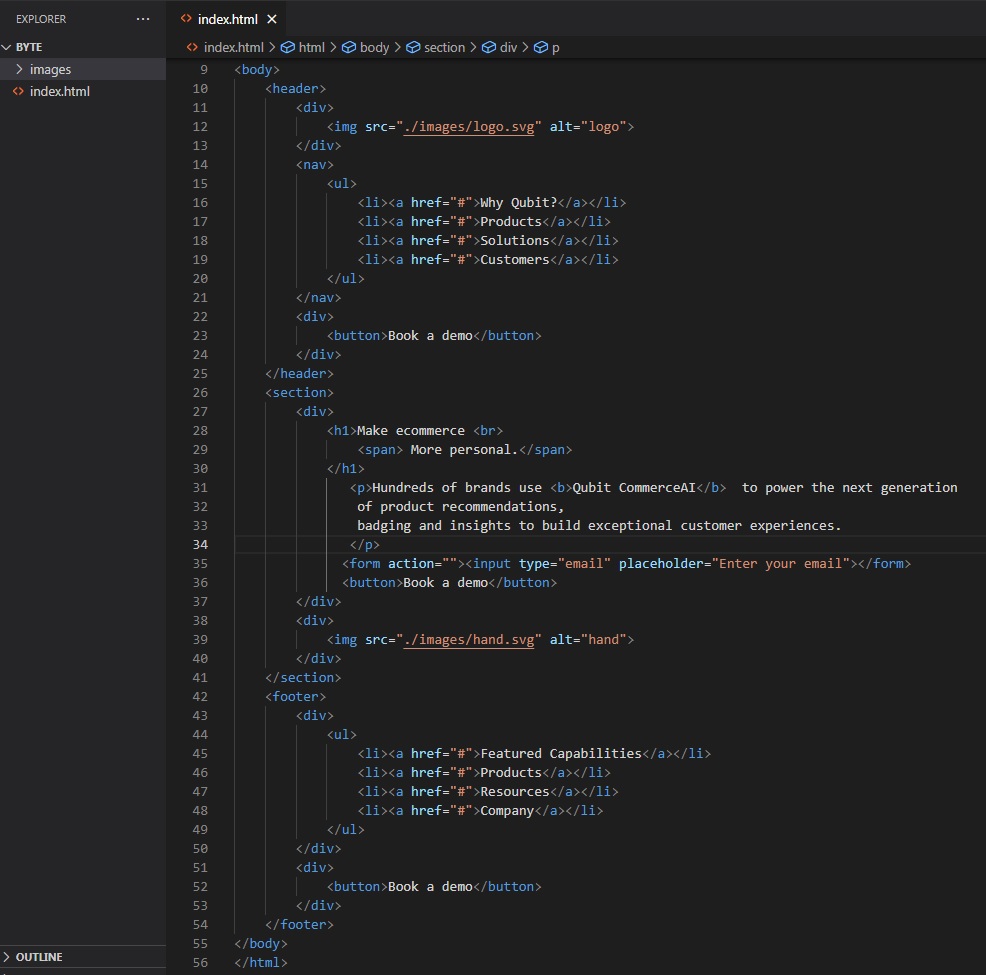 EXPLORER ···
index.html
BYTE
index.html > html > body > section > div > p
images
index.html
9 <body>
10     <header>
11         <div>
12             <img src="./images/logo.svg" alt="logo">
13         </div>
14         <nav>
15             <ul>
16                 <li><a href="#">Why Qubit?</a></li>
17                 <li><a href="#">Products</a></li>
18                 <li><a href="#">Solutions</a></li>
19                 <li><a href="#">Customers</a></li>
20             </ul>
21         </nav>
22         <div>
23             <button>Book a demo</button>
24         </div>
25     </header>
26     <section>
27         <div>
28             <h1>Make ecommerce <br>
29                 <span> More personal.</span>
30             </h1>
31                <p>Hundreds of brands use <b>Qubit CommerceAI</b>  to power the next generation
32                 of product recommendations,
33                 badging and insights to build exceptional customer experiences.
34                </p>
35               <form action=""><input type="email" placeholder="Enter your email"></form>
36               <button>Book a demo</button>
37         </div>
38         <div>
39             <img src="./images/hand.svg" alt="hand">
40         </div>
41     </section>
42     <footer>
43         <div>
44             <ul>
45                 <li><a href="#">Featured Capabilities</a></li>
46                 <li><a href="#">Products</a></li>
47                 <li><a href="#">Resources</a></li>
48                 <li><a href="#">Company</a></li>
49             </ul>
50         </div>
51         <div>
52             <button>Book a demo</button>
53         </div>
54     </footer>
55 </body>
56 </html>
OUTLINE